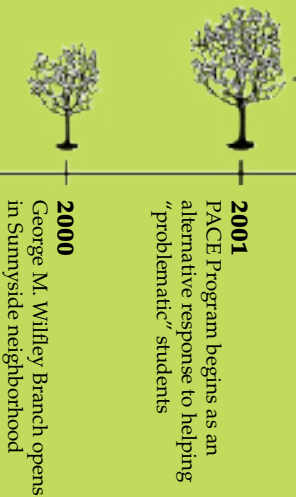 2001
PACE Program begins as an
alternative response to helping
“problematic” students
2000
George M. Wilfley Branch opens
in Sunnyside neighborhood